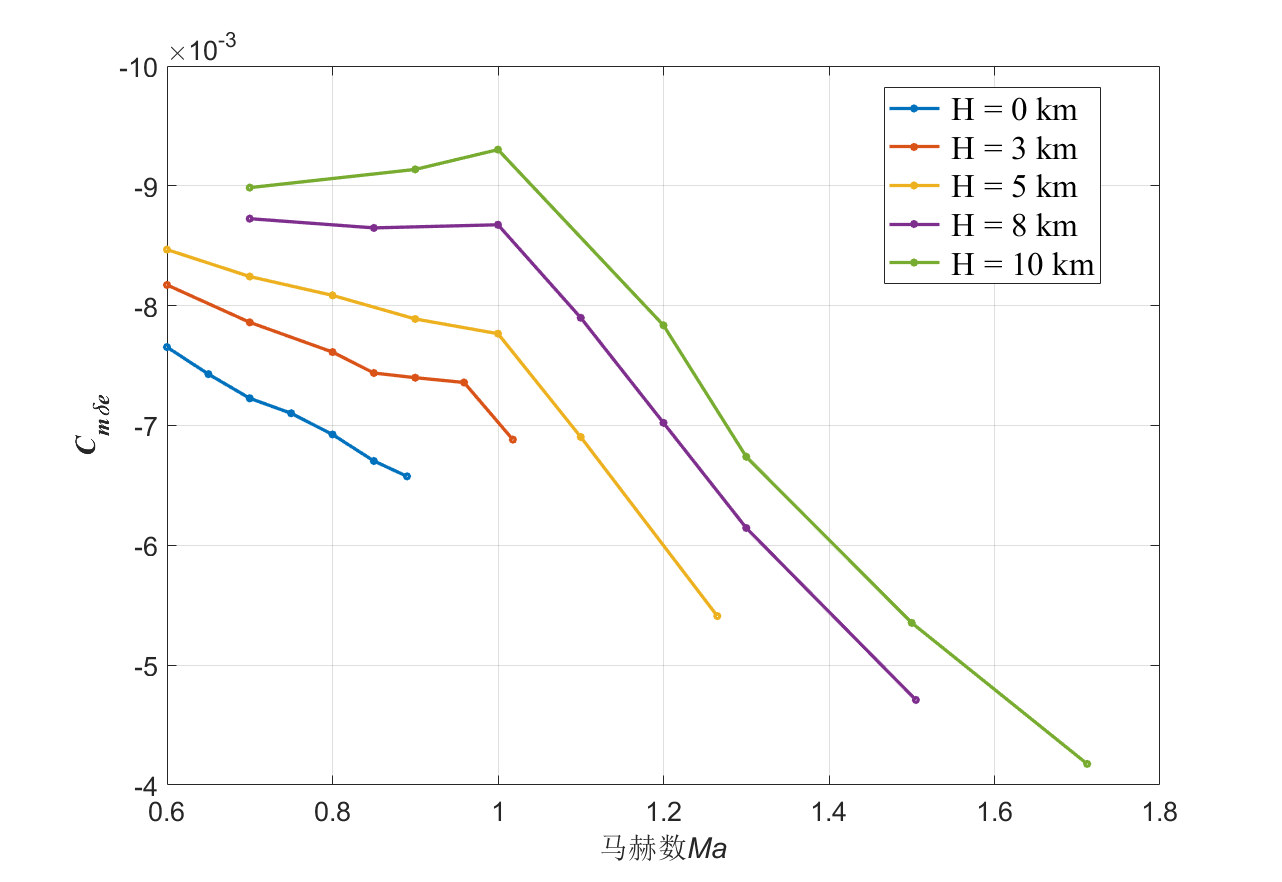 ×10-3
-10
-9
-8
-7
-6
-5
-4
0.6 0.8 1 1.2 1.4 1.6 1.8
C m δe
马赫数Ma
H = 0 km
H = 3 km
H = 5 km
H = 8 km
H = 10 km